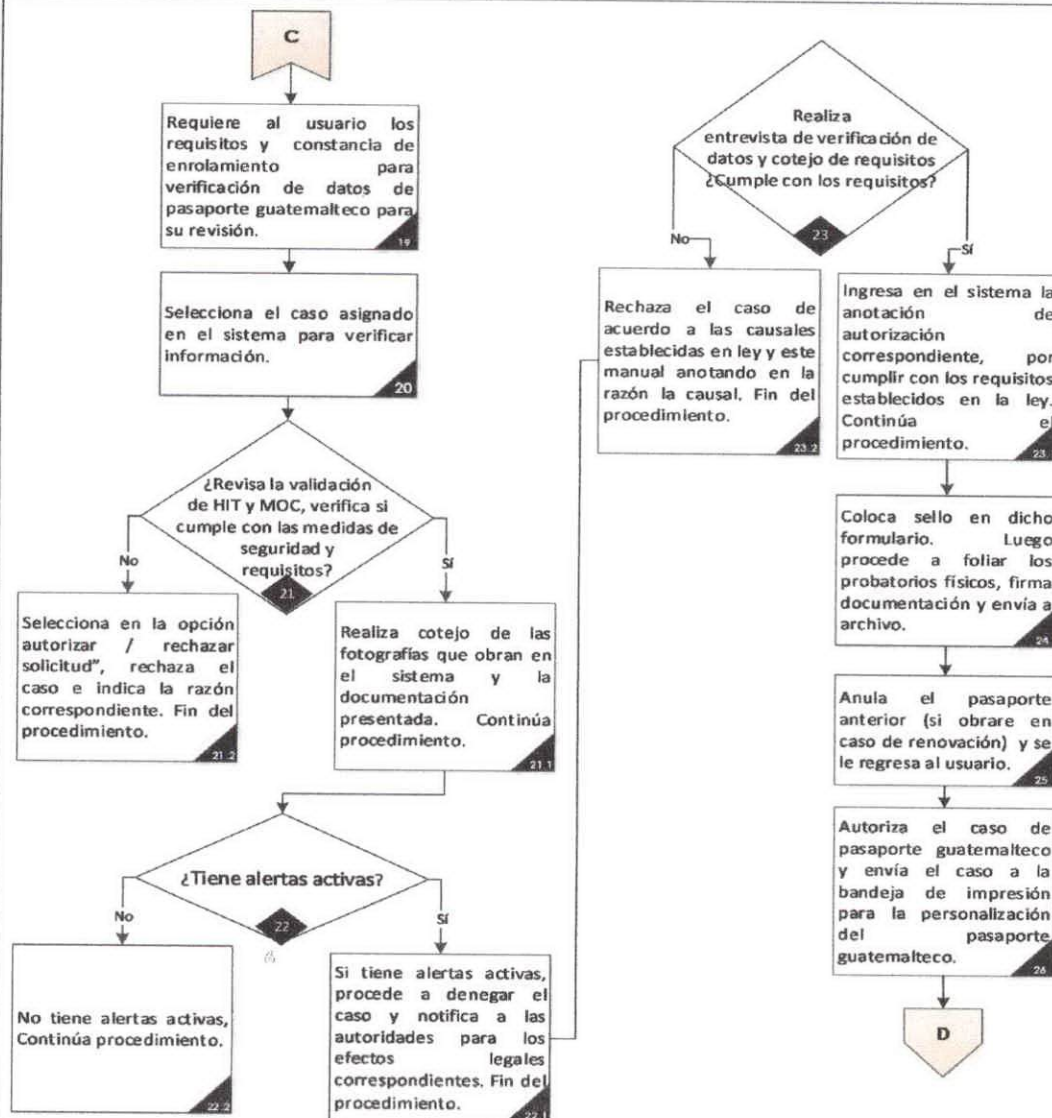 C
Requiere al usuario los
requisitos y constancia de
enrolamiento para
verificación de datos de
pasaporte guatemalteco para
su revisión.
19
Selecciona el caso asignado
en el sistema para verificar
información.
20
¿Revisa la validación
de HIT y MOC, verifica si
cumple con las medidas de
seguridad y
requisitos?
21
No
Sí
Selecciona en la opción
autorizar / rechazar
solicitud", rechaza el
caso e indica la razón
correspondiente. Fin del
procedimiento.
21.2
Realiza cotejo de las
fotografías que obran en
el sistema y la
documentación
presentada. Continúa
procedimiento.
21.1
¿Tiene alertas activas?
22
No
Sí
No tiene alertas activas,
Continúa procedimiento.
22.2
Si tiene alertas activas,
procede a denegar el
caso y notifica a las
autoridades para los
efectos legales
correspondientes. Fin del
procedimiento.
22.1
Realiza
entrevista de verificación de
datos y cotejo de requisitos
¿Cumple con los requisitos?
23
No
Sí
Rechaza el caso de
acuerdo a las causales
establecidas en ley y este
manual anotando en la
razón la causal. Fin del
procedimiento.
23.2
Ingresa en el sistema la
anotación de
autorización
correspondiente, por
cumplir con los requisitos
establecidos en la ley.
Continúa el
procedimiento.
23.
Coloca sello en dicho
formulario. Luego
procede a foliar los
probatorios físicos, firma
documentación y envía a
archivo.
24
Anula el pasaporte
anterior (si obrare en
caso de renovación) y se
le regresa al usuario.
25
Autoriza el caso de
pasaporte guatemalteco
y envía el caso a la
bandeja de impresión
para la personalización
del pasaporte
guatemalteco.
26
D